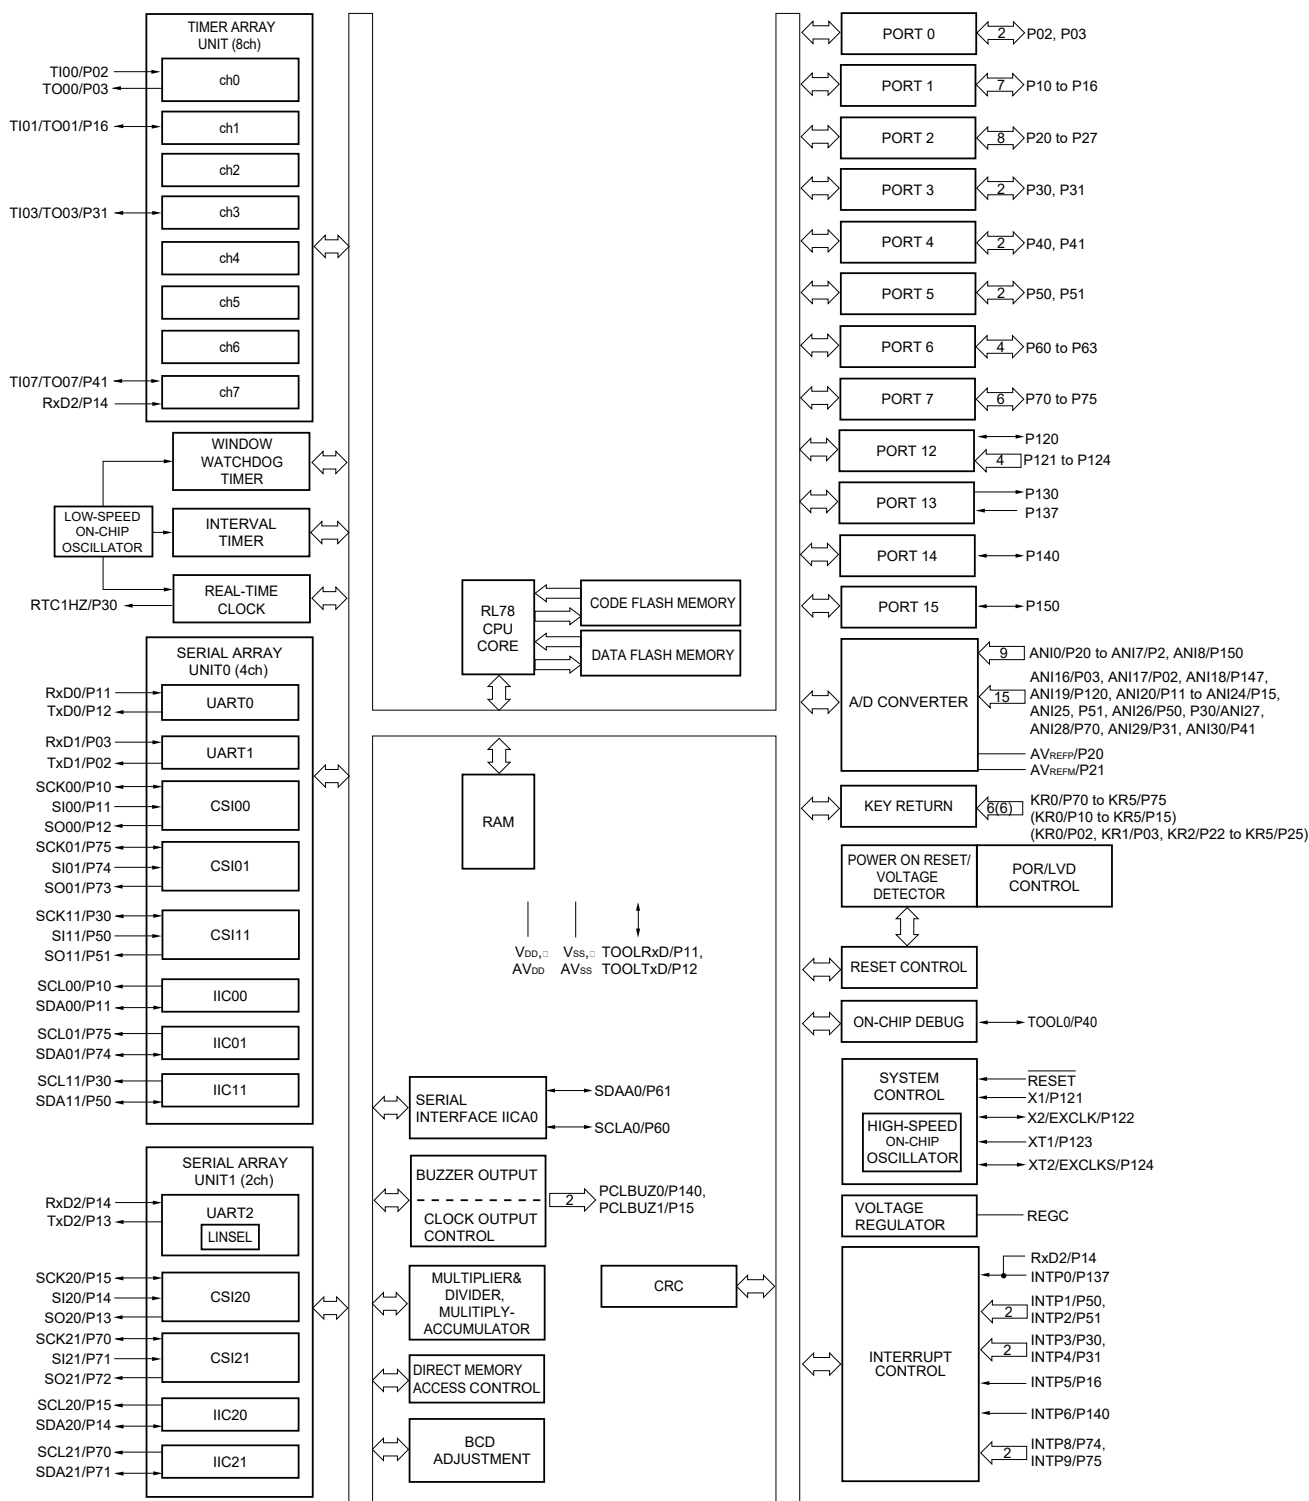 TIMER ARRAY
UNIT (8ch)
TI00/P02
TO00/P03
ch0
TI01/TO01/P16
ch1
ch2
TI03/TO03/P31
ch3
ch4
ch5
ch6
TI07/TO07/P41
RxD2/P14
ch7
WINDOW
WATCHDOG
TIMER
LOW-SPEED
ON-CHIP
OSCILLATOR
INTERVAL
TIMER
RTC1HZ/P30
REAL-TIME
CLOCK
SERIAL ARRAY
UNIT0 (4ch)
RxD0/P11
TxD0/P12
UART0
RxD1/P03
TxD1/P02
UART1
SCK00/P10
SI00/P11
SO00/P12
CSI00
SCK01/P75
SI01/P74
SO01/P73
CSI01
SCK11/P30
SI11/P50
SO11/P51
CSI11
SCL00/P10
SDA00/P11
IIC00
SCL01/P75
SDA01/P74
IIC01
SCL11/P30
SDA11/P50
IIC11
SERIAL ARRAY
UNIT1 (2ch)
RxD2/P14
TxD2/P13
UART2
LINSEL
SCK20/P15
SI20/P14
SO20/P13
CSI20
SCK21/P70
SI21/P71
SO21/P72
CSI21
SCL20/P15
SDA20/P14
IIC20
SCL21/P70
SDA21/P71
IIC21
RL78
CPU
CORE
CODE FLASH MEMORY
DATA FLASH MEMORY
RAM
VDD,
AVDD
VSS,
AVSS
TOOLRxD/P11,
TOOLTxD/P12
SERIAL
INTERFACE IICA0
SDAA0/P61
SCLA0/P60
BUZZER OUTPUT
CLOCK OUTPUT
CONTROL
2
PCLBUZ0/P140,
PCLBUZ1/P15
MULTIPLIER&
DIVIDER,
MULITIPLY-
ACCUMULATOR
CRC
DIRECT MEMORY
ACCESS CONTROL
BCD
ADJUSTMENT
PORT 0
2
P02, P03
PORT 1
7
P10 to P16
PORT 2
8
P20 to P27
PORT 3
2
P30, P31
PORT 4
2
P40, P41
PORT 5
2
P50, P51
PORT 6
4
P60 to P63
PORT 7
6
P70 to P75
PORT 12
P120
4
P121 to P124
PORT 13
P130
P137
PORT 14
P140
PORT 15
P150
A/D CONVERTER
9
ANI0/P20 to ANI7/P2, ANI8/P150
15
ANI16/P03, ANI17/P02, ANI18/P147,
ANI19/P120, ANI20/P11 to ANI24/P15,
ANI25, P51, ANI26/P50, P30/ANI27,
ANI28/P70, ANI29/P31, ANI30/P41
AVREFP/P20
AVREFM/P21
KEY RETURN
6(6)
KR0/P70 to KR5/P75
(KR0/P10 to KR5/P15)
(KR0/P02, KR1/P03, KR2/P22 to KR5/P25)
POWER ON RESET/
VOLTAGE
DETECTOR
POR/LVD
CONTROL
RESET CONTROL
ON-CHIP DEBUG
TOOL0/P40
SYSTEM
CONTROL
HIGH-SPEED
ON-CHIP
OSCILLATOR
RESET
X1/P121
X2/EXCLK/P122
XT1/P123
XT2/EXCLKS/P124
VOLTAGE
REGULATOR
REGC
INTERRUPT
CONTROL
RxD2/P14
INTP0/P137
2
INTP1/P50,
INTP2/P51
2
INTP3/P30,
INTP4/P31
INTP5/P16
INTP6/P140
2
INTP8/P74,
INTP9/P75